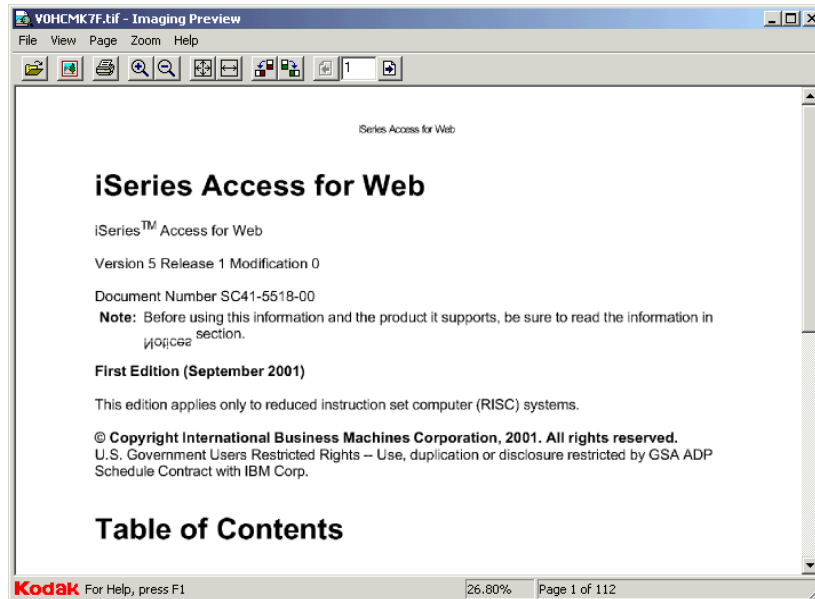 V0HCMK7F.tif - Imaging Preview
File View Page Zoom Help
1
iSeries Access for Web
iSeries Access for Web
iSeries™ Access for Web
Version 5 Release 1 Modification 0
Document Number SC41-5518-00
Note: Before using this information and the product it supports, be sure to read the information in
Notices section.
First Edition (September 2001)
This edition applies only to reduced instruction set computer (RISC) systems.
© Copyright International Business Machines Corporation, 2001. All rights reserved.
U.S. Government Users Restricted Rights -- Use, duplication or disclosure restricted by GSA ADP
Schedule Contract with IBM Corp.
Table of Contents
Kodak For Help, press F1 26.80% Page 1 of 112